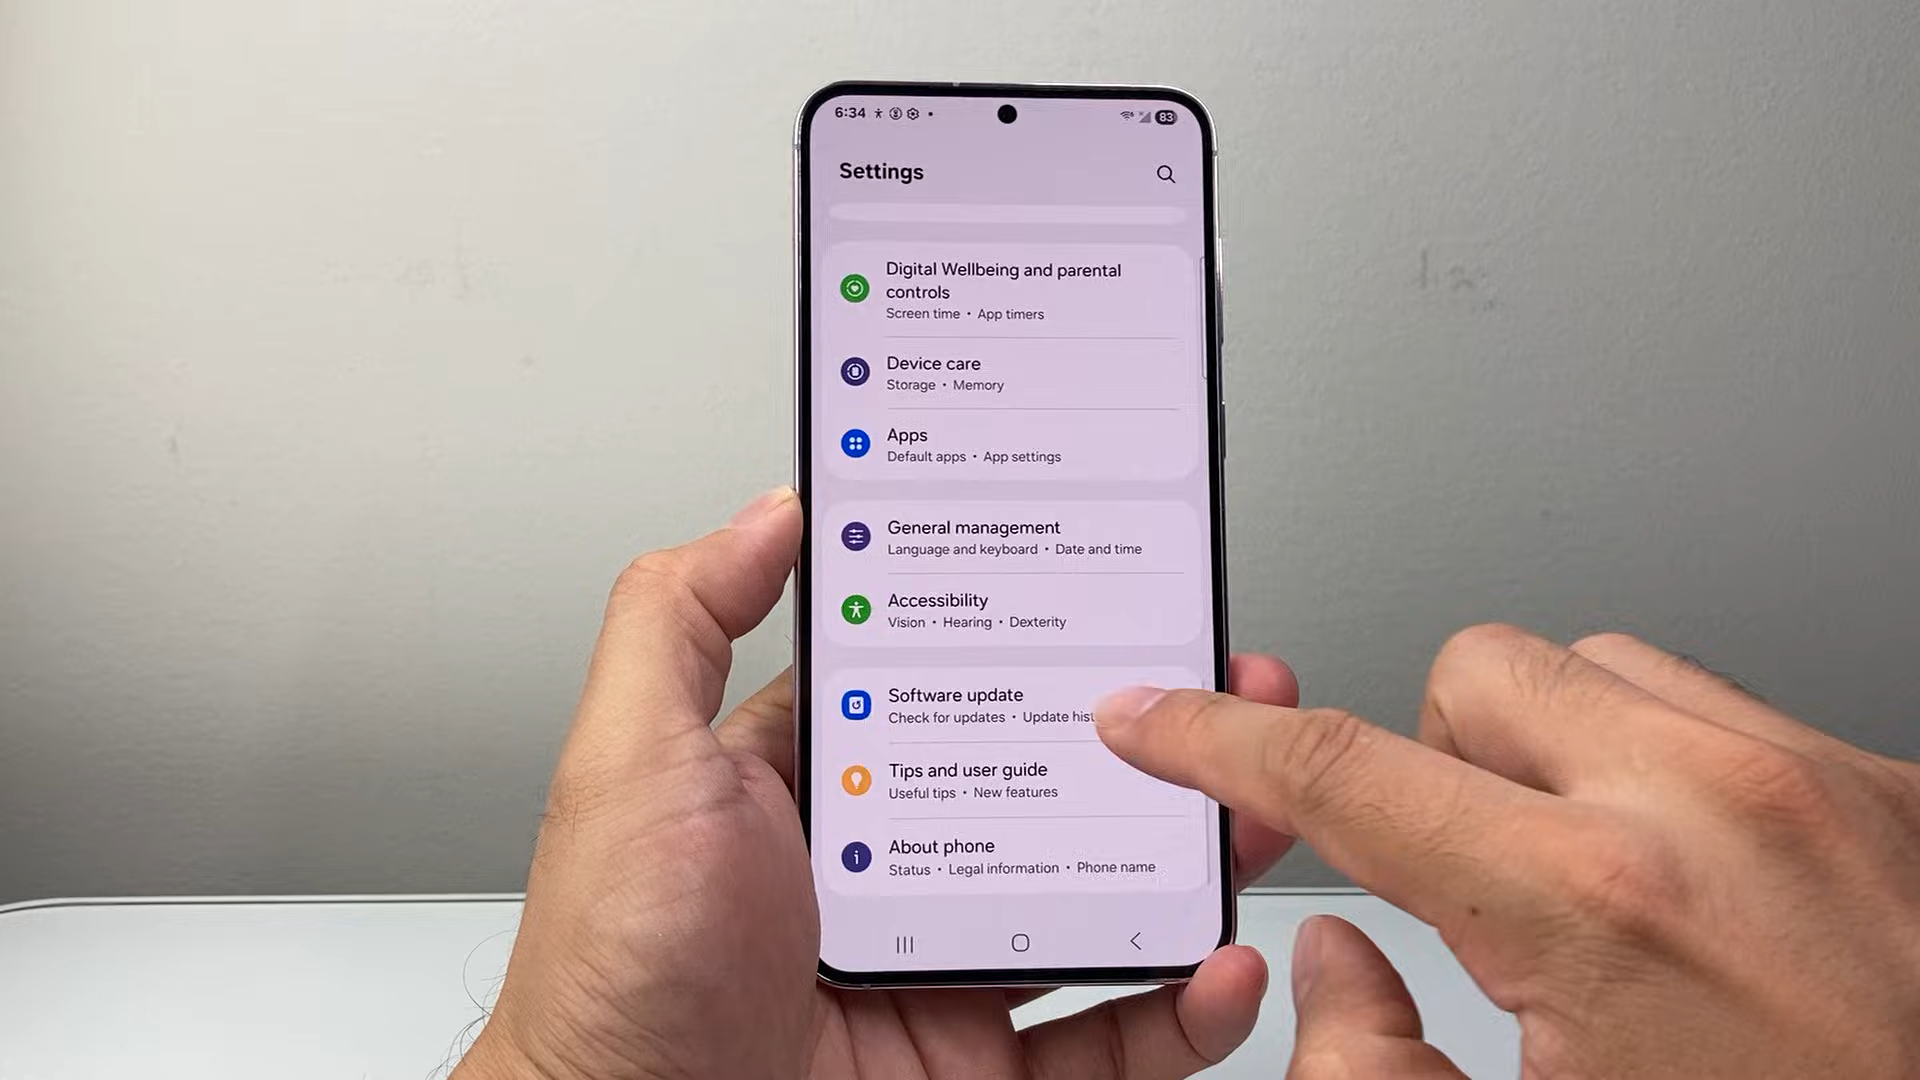 6:34
83
Settings
Digital Wellbeing and parental
controls
Screen time • App timers
Device care
Storage • Memory
Apps
Default apps • App settings
General management
Language and keyboard • Date and time
Accessibility
Vision • Hearing • Dexterity
Software update
Check for updates • Update hist
Tips and user guide
Useful tips • New features
About phone
Status • Legal information • Phone name